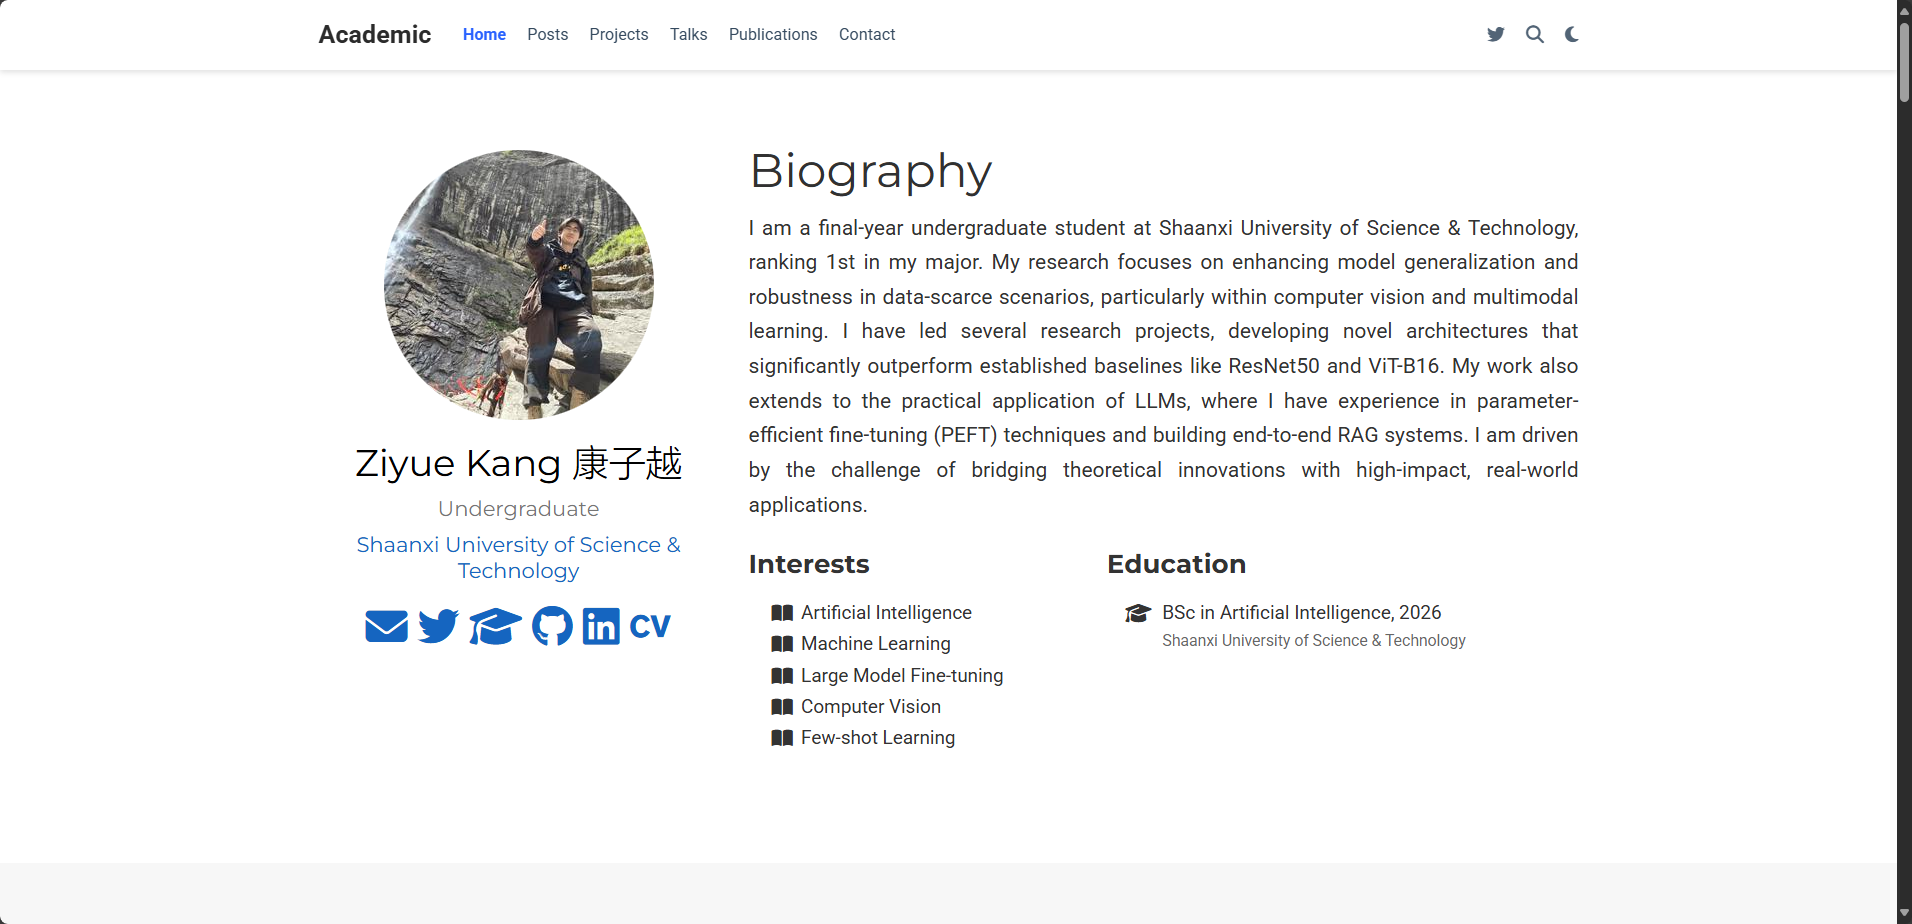 Academic
Home
Posts
Projects
Talks
Publications
Contact
Ziyue Kang 康子越
Undergraduate
Shaanxi University of Science &
Technology
CV
Biography
I am a final-year undergraduate student at Shaanxi University of Science & Technology,
ranking 1st in my major. My research focuses on enhancing model generalization and
robustness in data-scarce scenarios, particularly within computer vision and multimodal
learning. I have led several research projects, developing novel architectures that
significantly outperform established baselines like ResNet50 and ViT-B16. My work also
extends to the practical application of LLMs, where I have experience in parameter-
efficient fine-tuning (PEFT) techniques and building end-to-end RAG systems. I am driven
by the challenge of bridging theoretical innovations with high-impact, real-world
applications.
Interests
Artificial Intelligence
Machine Learning
Large Model Fine-tuning
Computer Vision
Few-shot Learning
Education
BSc in Artificial Intelligence, 2026
Shaanxi University of Science & Technology